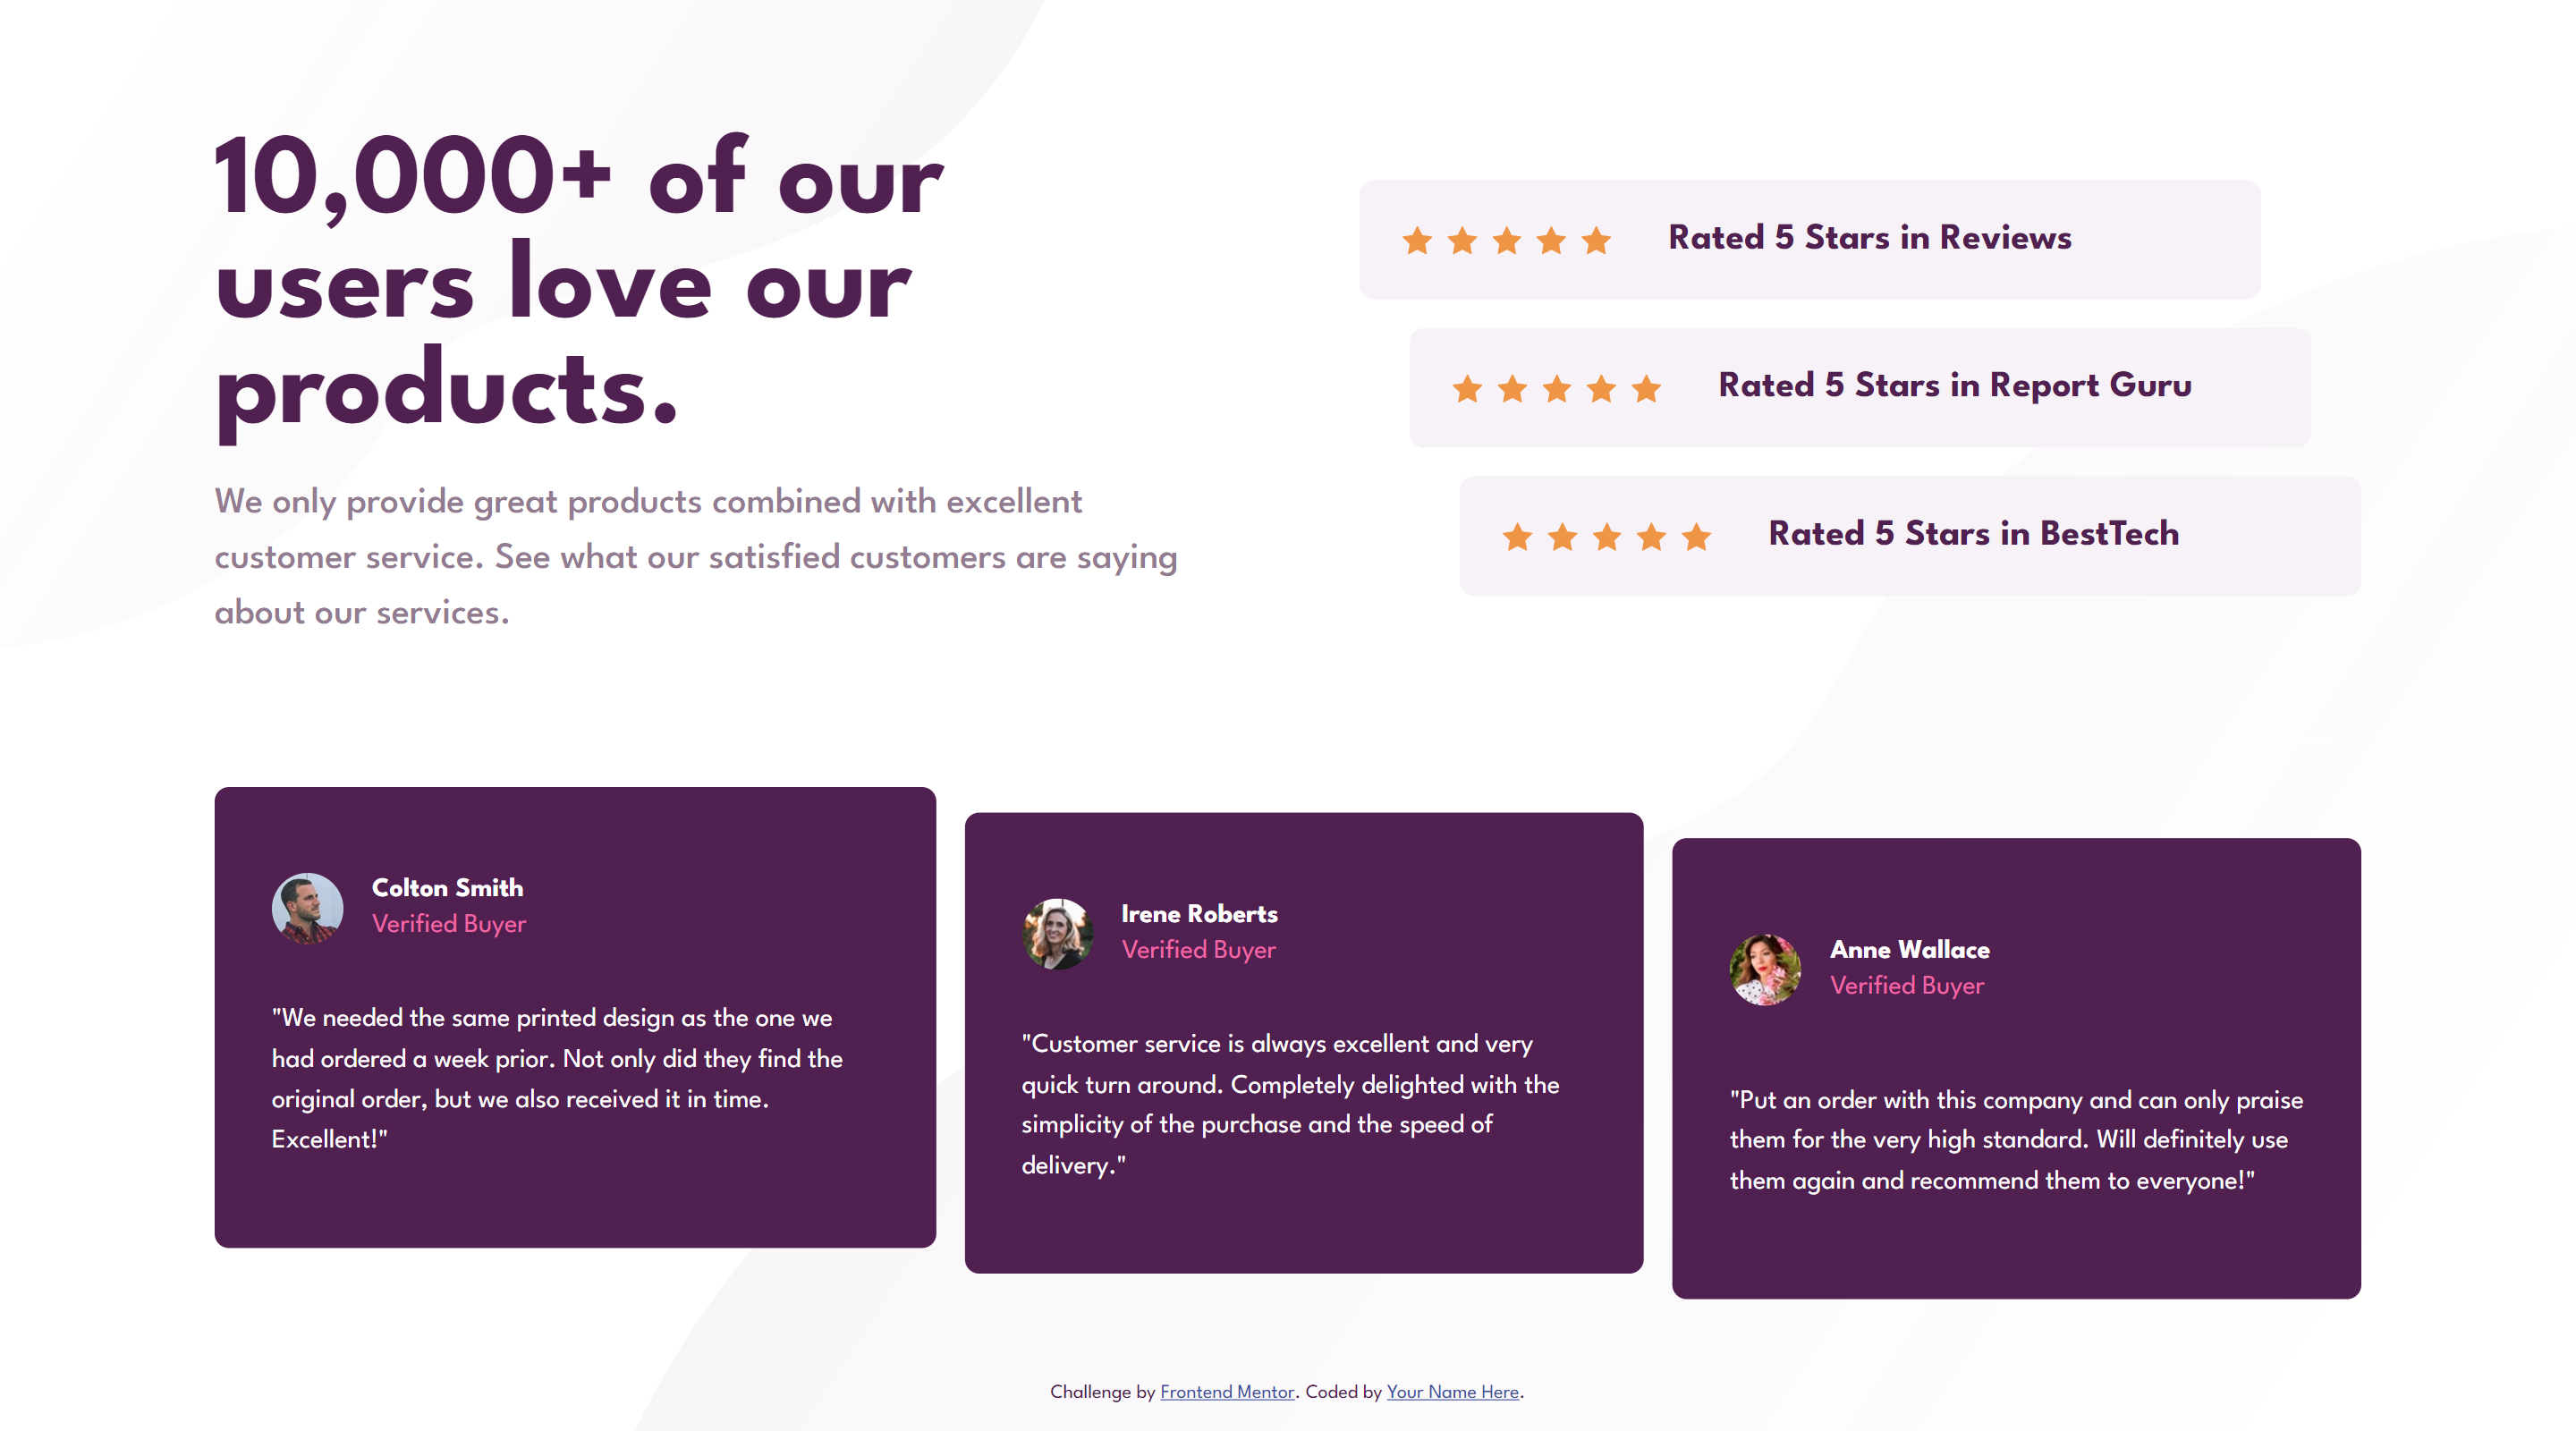 10,000+ of our
users love our
products.
We only provide great products combined with excellent
customer service. See what our satisfied customers are saying
about our services.
Rated 5 Stars in Reviews
Rated 5 Stars in Report Guru
Rated 5 Stars in BestTech
Colton Smith
Verified Buyer
"We needed the same printed design as the one we
had ordered a week prior. Not only did they find the
original order, but we also received it in time.
Excellent!"
Irene Roberts
Verified Buyer
"Customer service is always excellent and very
quick turn around. Completely delighted with the
simplicity of the purchase and the speed of
delivery."
Anne Wallace
Verified Buyer
"Put an order with this company and can only praise
them for the very high standard. Will definitely use
them again and recommend them to everyone!"
Challenge by Frontend Mentor. Coded by Your Name Here.